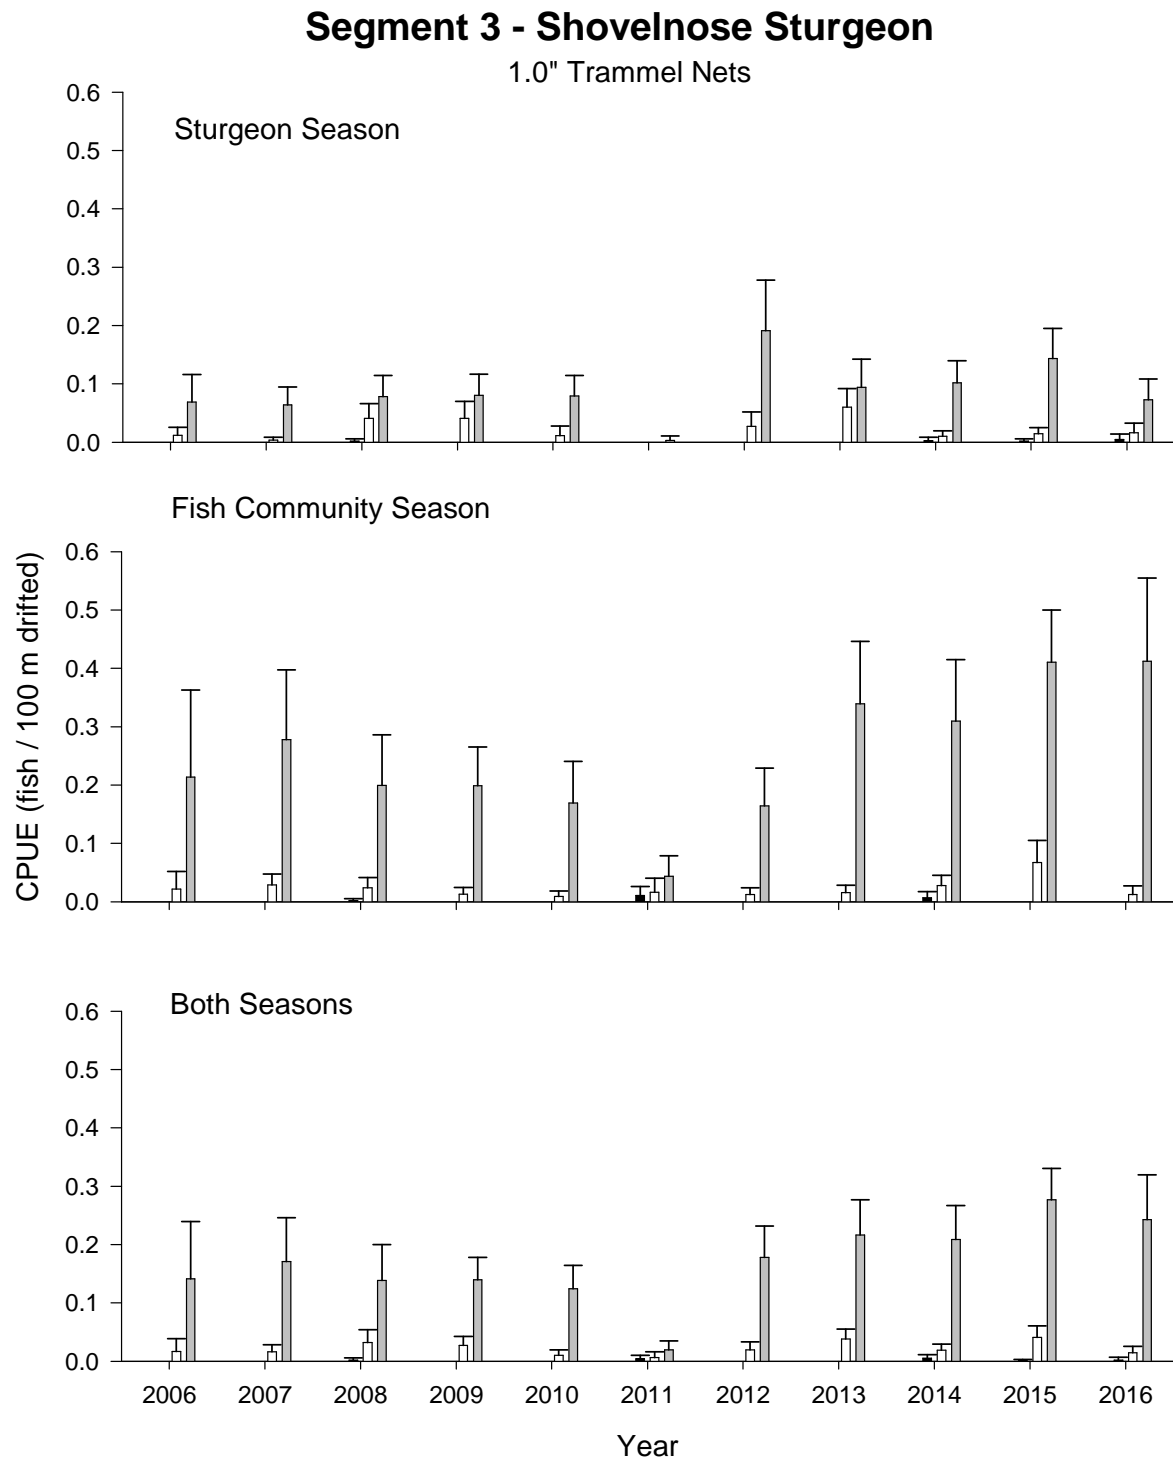 Segment 3 - Shovelnose Sturgeon
1.0" Trammel Nets
Sturgeon Season
0.6
0.5
0.4
0.3
0.2
0.1
0.0
Fish Community Season
CPUE (fish / 100 m drifted)
0.6
0.5
0.4
0.3
0.2
0.1
0.0
Both Seasons
0.6
0.5
0.4
0.3
0.2
0.1
0.0
2006 2007 2008 2009 2010 2011 2012 2013 2014 2015 2016
Year